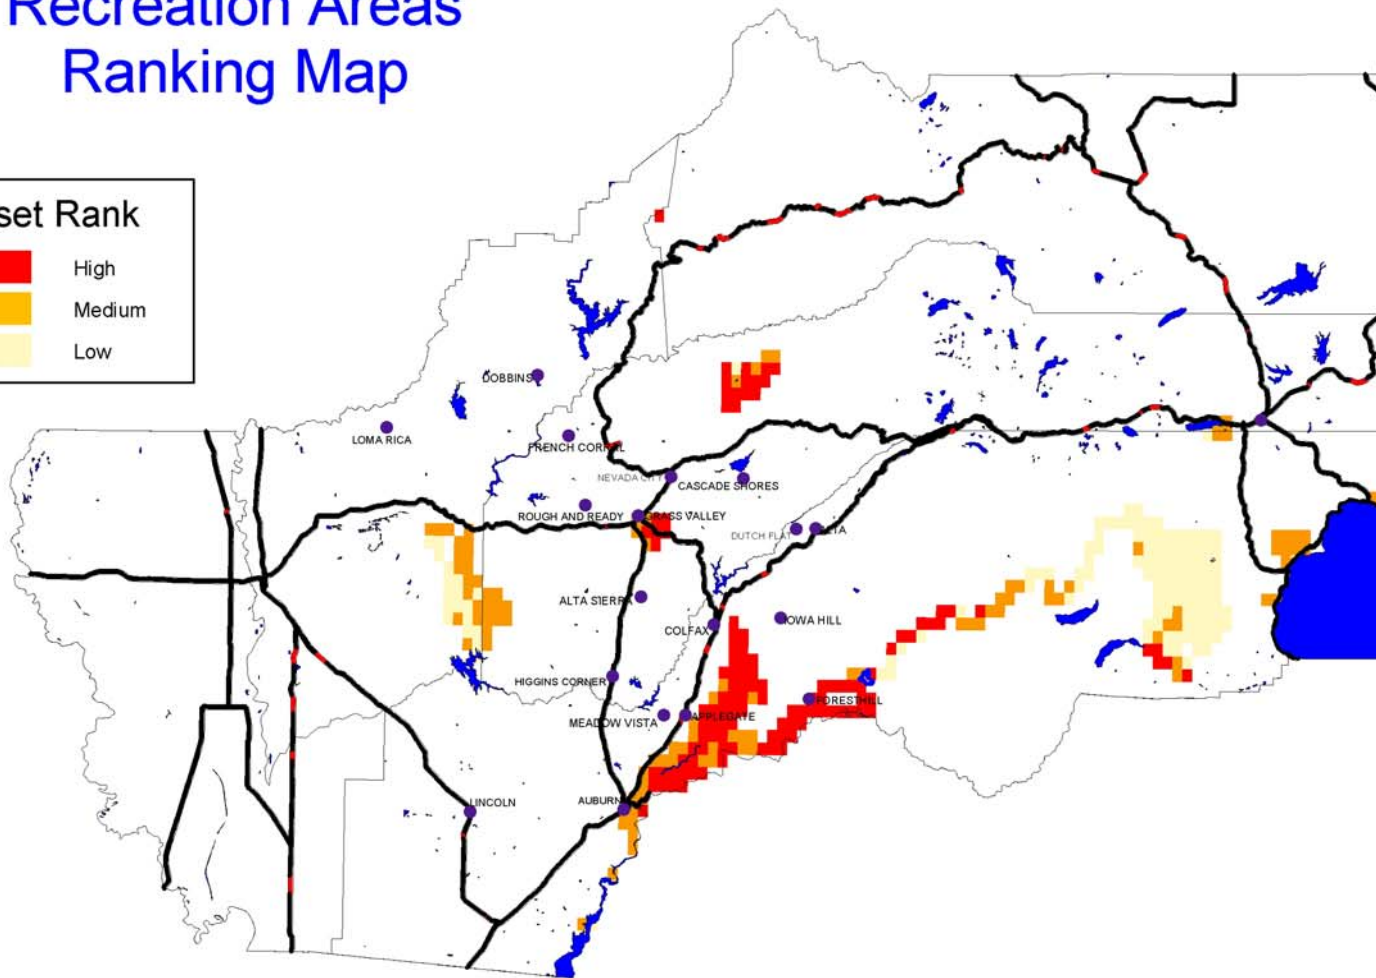 Recreation Areas
Ranking Map
set Rank
High
Medium
Low
DOBBINS
LOMA RICA
FRENCH CORRAL
NEVADA CITY
CASCADE SHORES
ROUGH AND READY
GRASS VALLEY
DUTCH FLAT
ALTA
ALTA SIERRA
COLFAX
IOWA HILL
HIGGINS CORNER
FORESTHILL
MEADOW VISTA
APPLEGATE
LINCOLN
AUBURN